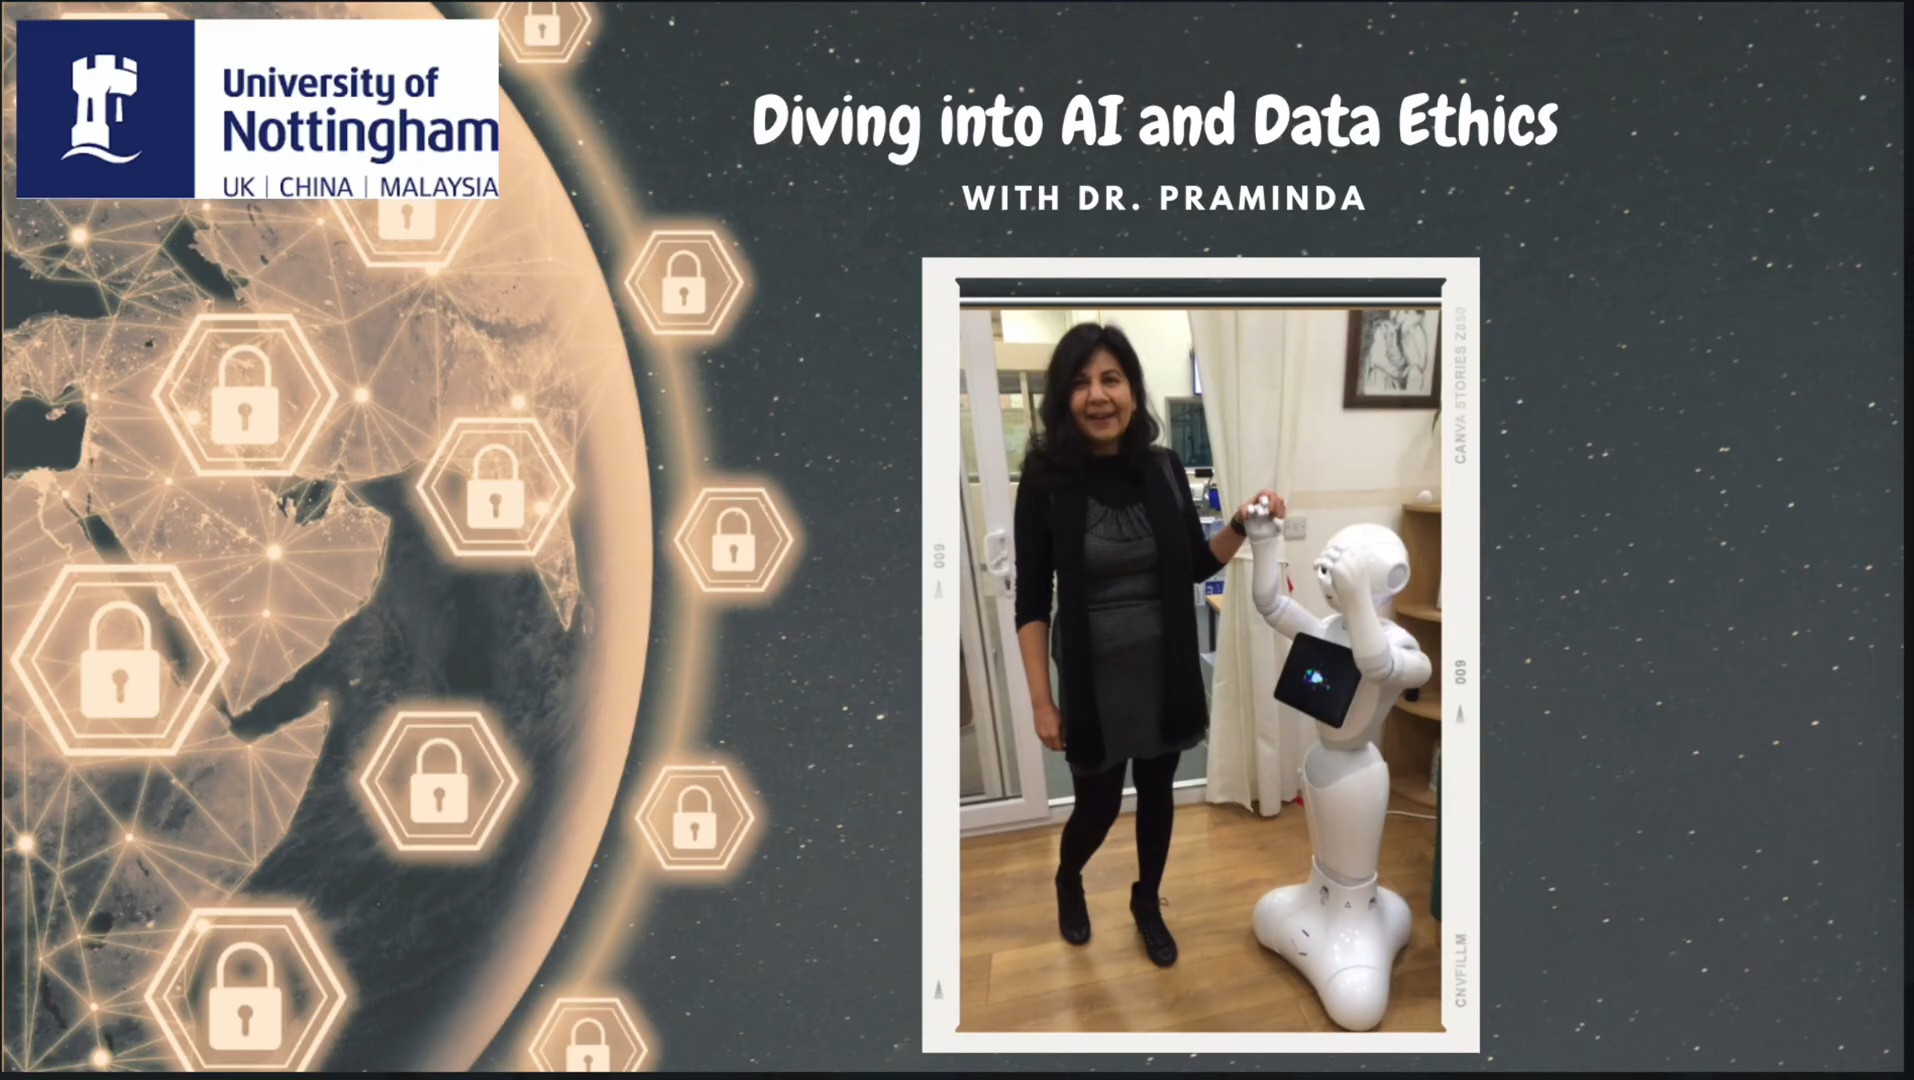 University of
Nottingham
UK | CHINA | MALAYSIA
Diving into AI and Data Ethics
WITH DR. PRAMINDA
CANVA STORIES Z650
009
009
CNVFILLM